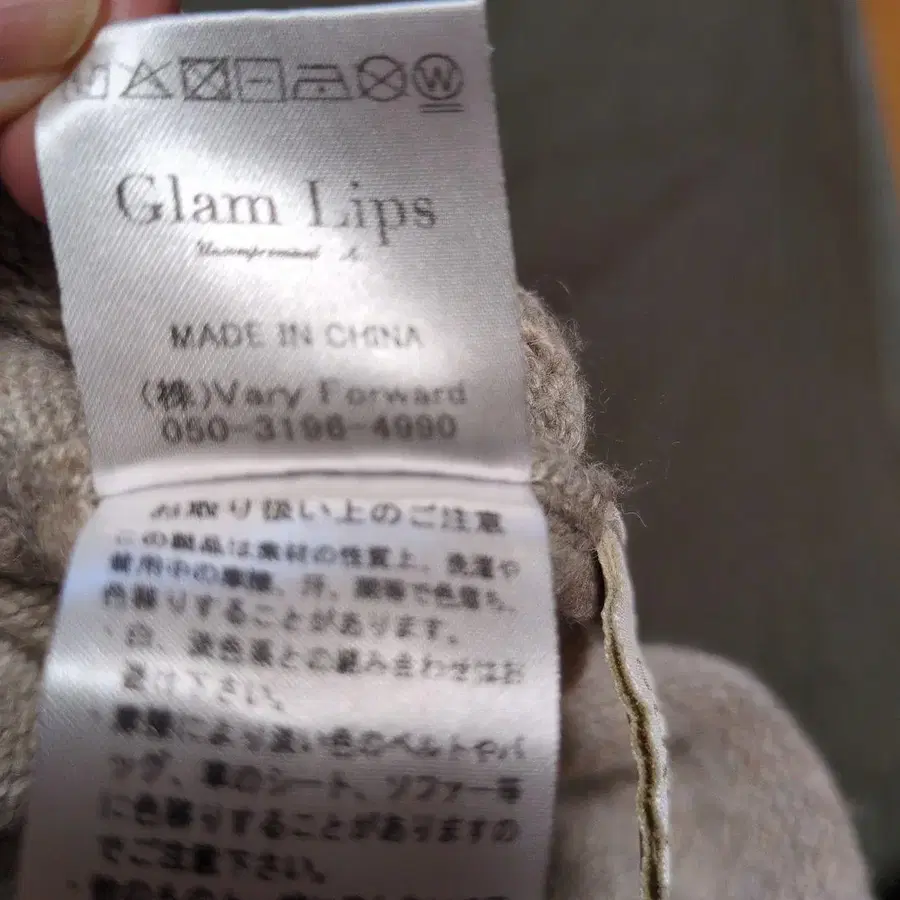 W
Glam Lips
MADE IN CHINA
(株)Vary Forward
050-3196-4990
お取り扱い上のご注意
この製品は素材の性質上、洗濯や
着用中の摩擦、汗、雨等で色落ち、
色移りすることがあります。
・白、淡色系との組み合わせはお
避け下さい。
・摩擦により淡い色のベルトやバ
ッグ、革のシート、ソファー等
に色移りすることがありますの
でご注意下さい。